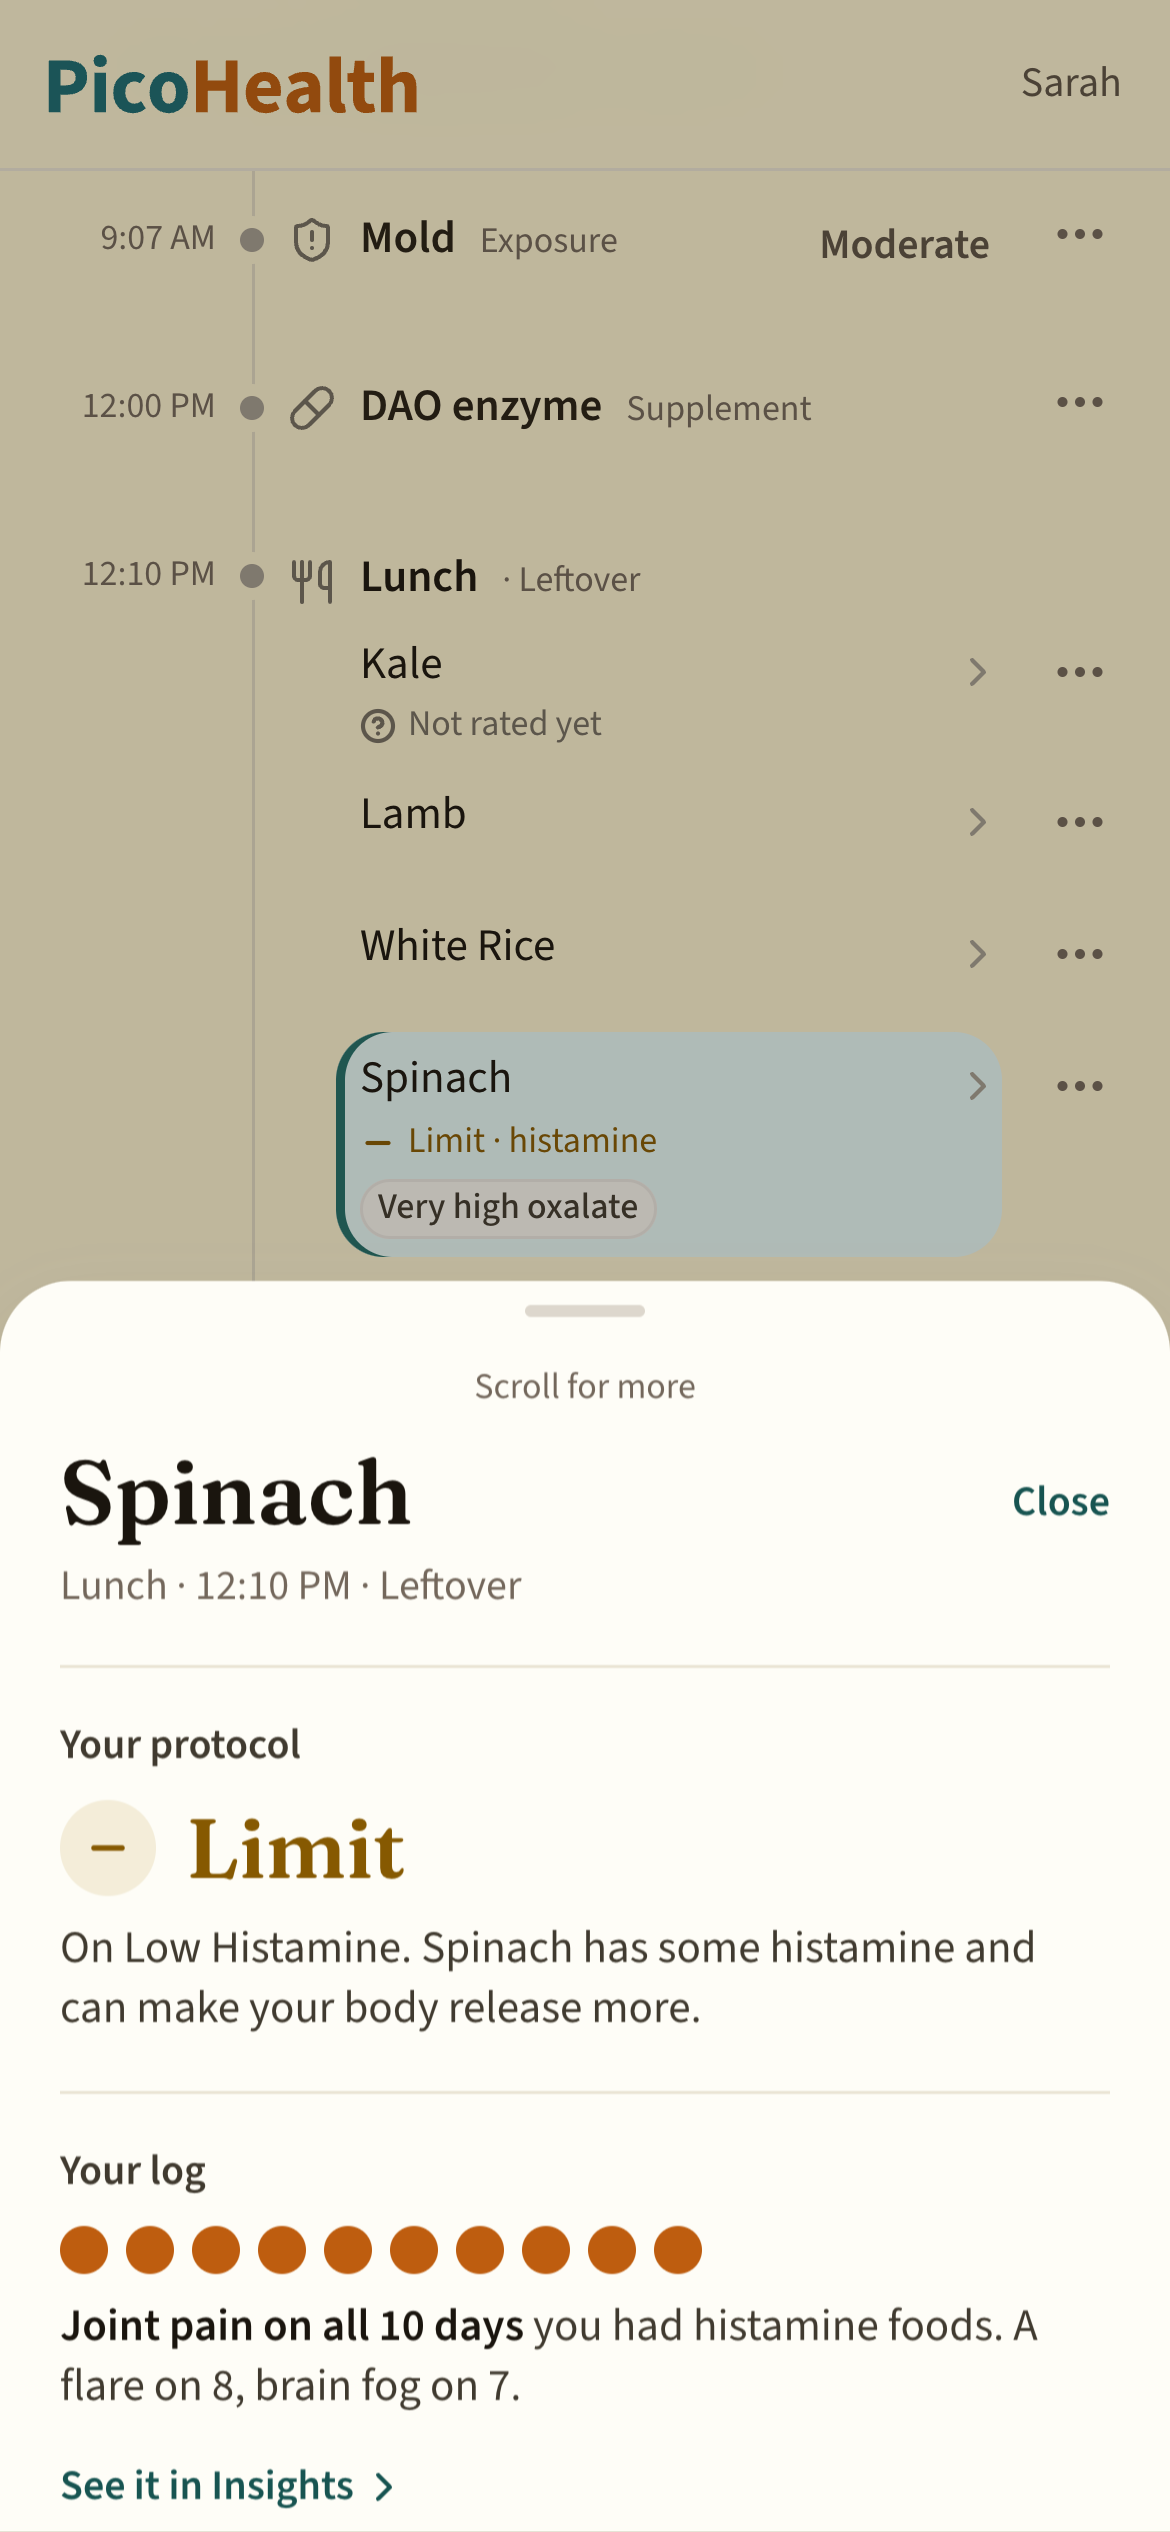 PicoHealth
Sarah
9:07 AM Mold Exposure Moderate
12:00 PM DAO enzyme Supplement
12:10 PM Lunch · Leftover
Kale
Not rated yet
Lamb
White Rice
Spinach
Limit · histamine
Very high oxalate
Scroll for more
Spinach
Close
Lunch · 12:10 PM · Leftover
Your protocol
Limit
On Low Histamine. Spinach has some histamine and
can make your body release more.
Your log
Joint pain on all 10 days you had histamine foods. A
flare on 8, brain fog on 7.
See it in Insights